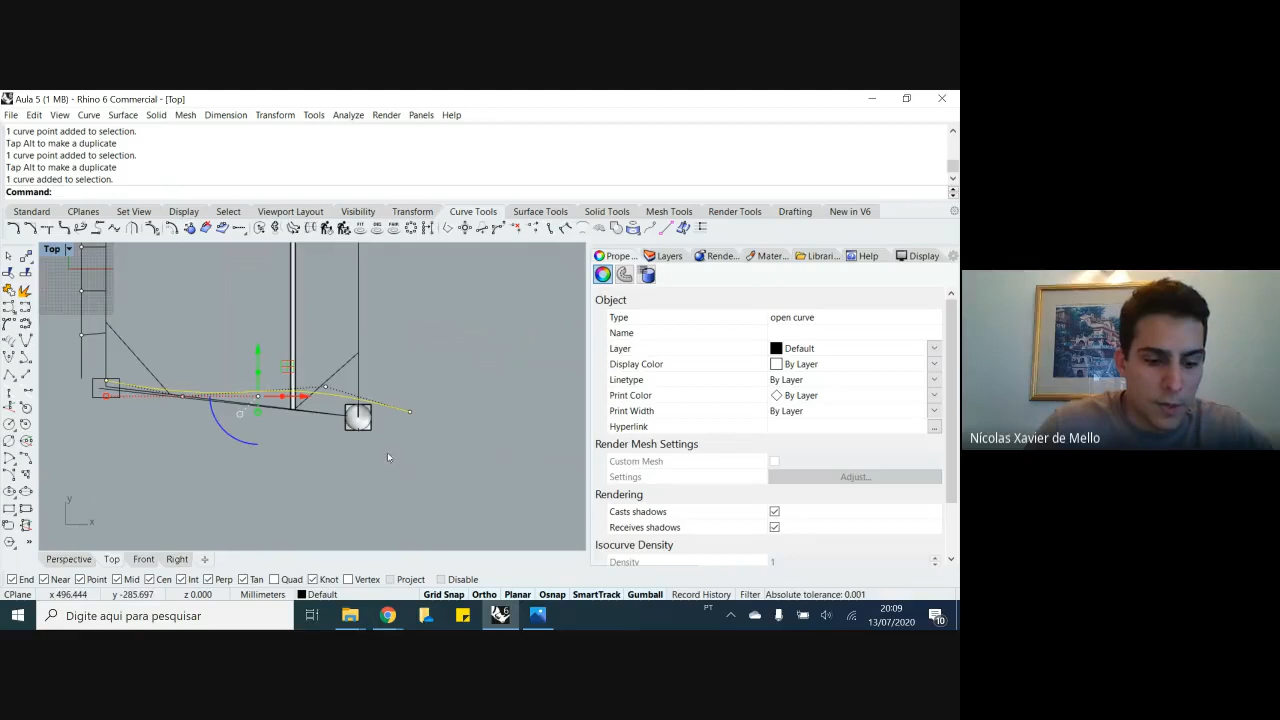 Aula 5 (1 MB) - Rhino 6 Commercial - [Top]
File Edit View Curve Surface Solid Mesh Dimension Transform Tools Analyze Render Panels Help
1 curve point added to selection.
Tap Alt to make a duplicate
1 curve point added to selection.
Tap Alt to make a duplicate
1 curve added to selection.
Command:
Standard CPlanes Set View Display Select Viewport Layout Visibility Transform Curve Tools Surface Tools Solid Tools Mesh Tools Render Tools Drafting New in V6
Top
Prope... Layers Rende... Mater... Librari... Help Display
Object
Type open curve
Name
Layer Default
Display Color By Layer
Linetype By Layer
Print Color By Layer
Print Width By Layer
Hyperlink ...
Render Mesh Settings
Custom Mesh
Settings Adjust...
Rendering
Casts shadows
Receives shadows
Isocurve Density
Density 1
y
x
Perspective Top Front Right
End Near Point Mid Cen Int Perp Tan Quad Knot Vertex Project Disable
CPlane x 496.444 y -285.697 z 0.000 Millimeters Default Grid Snap Ortho Planar Osnap SmartTrack Gumball Record History Filter Absolute tolerance: 0.001
Digite aqui para pesquisar
PT
20:09
13/07/2020
10
Nícolas Xavier de Mello